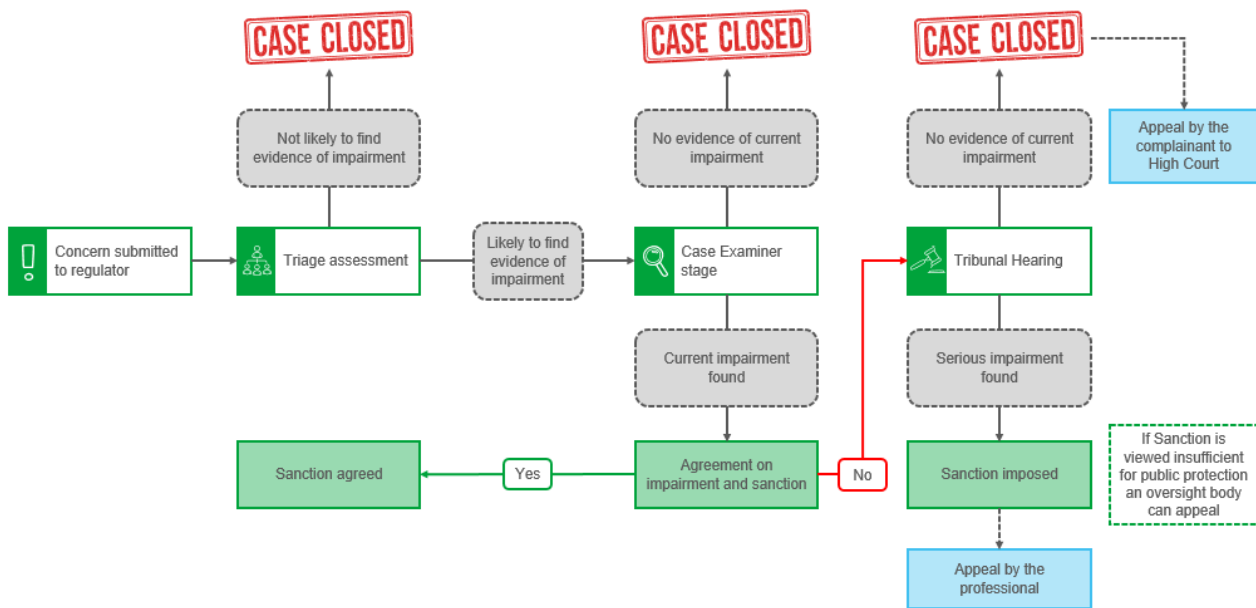 CASE CLOSED
CASE CLOSED
CASE CLOSED
Not likely to find
evidence of impairment
No evidence of current
impairment
No evidence of current
impairment
Appeal by the
complainant to
High Court
Concern submitted
to regulator
Triage assessment
Likely to find
evidence of
impairment
Case Examiner
stage
Tribunal Hearing
Current impairment
found
Serious impairment
found
Sanction agreed
Yes
Agreement on
impairment and sanction
No
Sanction imposed
If Sanction is
viewed insufficient
for public protection
an oversight body
can appeal
Appeal by the
professional